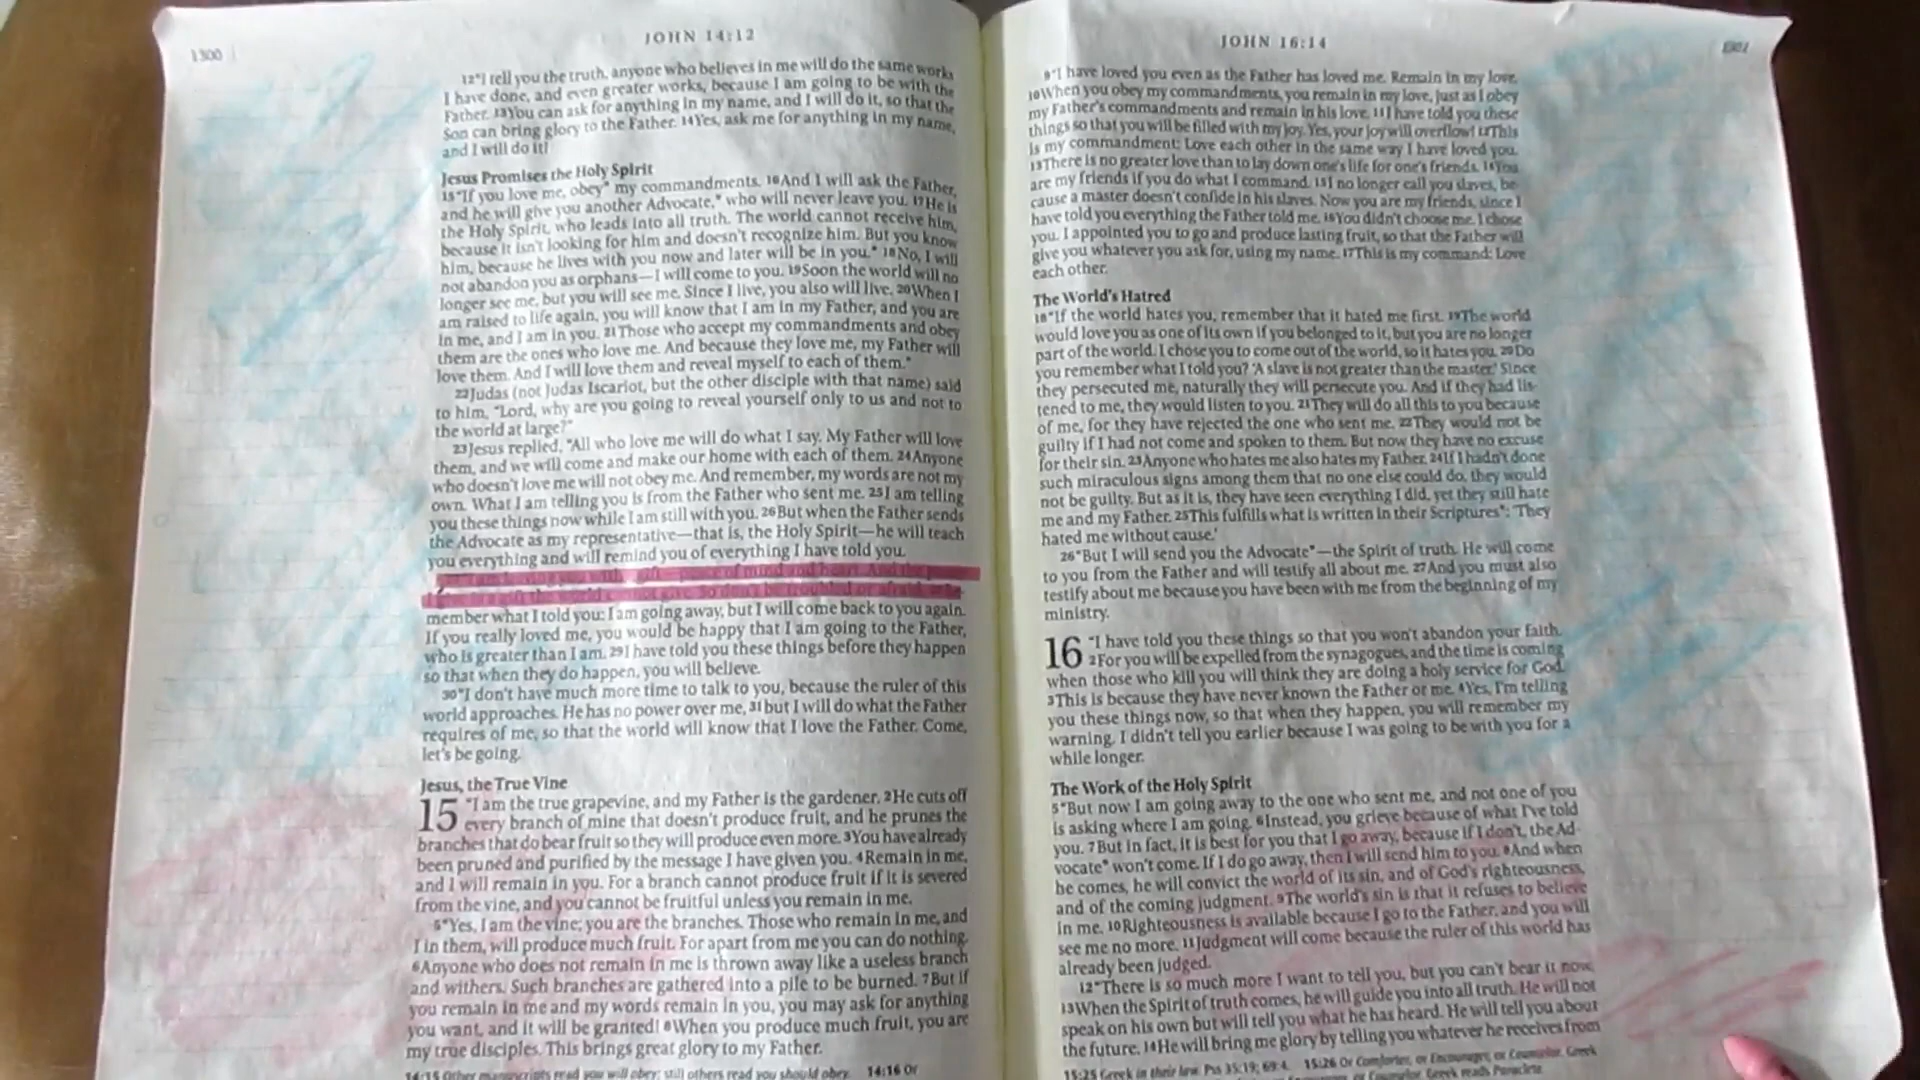 1300
JOHN 14:12
12"I tell you the truth, anyone who believes in me will do the same works
I have done, and even greater works, because I am going to be with the
Father. 13You can ask for anything in my name, and I will do it, so that the
Son can bring glory to the Father. 14Yes, ask me for anything in my name,
and I will do it!
Jesus Promises the Holy Spirit
15"If you love me, obey* my commandments. 16And I will ask the Father,
and he will give you another Advocate,* who will never leave you. 17He is
the Holy Spirit, who leads into all truth. The world cannot receive him,
because it isn't looking for him and doesn't recognize him. But you know
him, because he lives with you now and later will be in you.* 18No, I will
not abandon you as orphans—I will come to you. 19Soon the world will no
longer see me, but you will see me. Since I live, you also will live. 20When I
am raised to life again, you will know that I am in my Father, and you are
in me, and I am in you. 21Those who accept my commandments and obey
them are the ones who love me. And because they love me, my Father will
love them. And I will love them and reveal myself to each of them."
22Judas (not Judas Iscariot, but the other disciple with that name) said
to him, "Lord, why are you going to reveal yourself only to us and not to
the world at large?"
23Jesus replied, "All who love me will do what I say. My Father will love
them, and we will come and make our home with each of them. 24Anyone
who doesn't love me will not obey me. And remember, my words are not my
own. What I am telling you is from the Father who sent me. 25I am telling
you these things now while I am still with you. 26But when the Father sends
the Advocate as my representative—that is, the Holy Spirit—he will teach
you everything and will remind you of everything I have told you.
you with a gift—peace of mind and heart. And the
give is a gift the world cannot give. So don't be troubled or afraid. 28Re-
member what I told you: I am going away, but I will come back to you again.
If you really loved me, you would be happy that I am going to the Father,
who is greater than I am. 29I have told you these things before they happen
so that when they do happen, you will believe.
30"I don't have much more time to talk to you, because the ruler of this
world approaches. He has no power over me, 31but I will do what the Father
requires of me, so that the world will know that I love the Father. Come,
let's be going.
Jesus, the True Vine
15 "I am the true grapevine, and my Father is the gardener. 2He cuts off
every branch of mine that doesn't produce fruit, and he prunes the
branches that do bear fruit so they will produce even more. 3You have already
been pruned and purified by the message I have given you. 4Remain in me,
and I will remain in you. For a branch cannot produce fruit if it is severed
from the vine, and you cannot be fruitful unless you remain in me.
5"Yes, I am the vine; you are the branches. Those who remain in me, and
I in them, will produce much fruit. For apart from me you can do nothing.
6Anyone who does not remain in me is thrown away like a useless branch
and withers. Such branches are gathered into a pile to be burned. 7But if
you remain in me and my words remain in you, you may ask for anything
you want, and it will be granted! 8When you produce much fruit, you are
my true disciples. This brings great glory to my Father.
14:15 Other manuscripts read you will obey; still others read you should obey. 14:16 Or
JOHN 16:14
1301
9"I have loved you even as the Father has loved me. Remain in my love.
10When you obey my commandments, you remain in my love, just as I obey
my Father's commandments and remain in his love. 11I have told you these
things so that you will be filled with my joy. Yes, your joy will overflow! 12This
is my commandment: Love each other in the same way I have loved you.
13There is no greater love than to lay down one's life for one's friends. 14You
are my friends if you do what I command. 15I no longer call you slaves, be-
cause a master doesn't confide in his slaves. Now you are my friends, since I
have told you everything the Father told me. 16You didn't choose me. I chose
you. I appointed you to go and produce lasting fruit, so that the Father will
give you whatever you ask for, using my name. 17This is my command: Love
each other.
The World's Hatred
18"If the world hates you, remember that it hated me first. 19The world
would love you as one of its own if you belonged to it, but you are no longer
part of the world. I chose you to come out of the world, so it hates you. 20Do
you remember what I told you? 'A slave is not greater than the master.' Since
they persecuted me, naturally they will persecute you. And if they had lis-
tened to me, they would listen to you. 21They will do all this to you because
of me, for they have rejected the one who sent me. 22They would not be
guilty if I had not come and spoken to them. But now they have no excuse
for their sin. 23Anyone who hates me also hates my Father. 24If I hadn't done
such miraculous signs among them that no one else could do, they would
not be guilty. But as it is, they have seen everything I did, yet they still hate
me and my Father. 25This fulfills what is written in their Scriptures*: 'They
hated me without cause.'
26"But I will send you the Advocate*—the Spirit of truth. He will come
to you from the Father and will testify all about me. 27And you must also
testify about me because you have been with me from the beginning of my
ministry.
16 "I have told you these things so that you won't abandon your faith.
2For you will be expelled from the synagogues, and the time is coming
when those who kill you will think they are doing a holy service for God.
3This is because they have never known the Father or me. 4Yes, I'm telling
you these things now, so that when they happen, you will remember my
warning. I didn't tell you earlier because I was going to be with you for a
while longer.
The Work of the Holy Spirit
5"But now I am going away to the one who sent me, and not one of you
is asking where I am going. 6Instead, you grieve because of what I've told
you. 7But in fact, it is best for you that I go away, because if I don't, the Ad-
vocate* won't come. If I do go away, then I will send him to you. 8And when
he comes, he will convict the world of its sin, and of God's righteousness,
and of the coming judgment. 9The world's sin is that it refuses to believe
in me. 10Righteousness is available because I go to the Father, and you will
see me no more. 11Judgment will come because the ruler of this world has
already been judged.
12"There is so much more I want to tell you, but you can't bear it now.
13When the Spirit of truth comes, he will guide you into all truth. He will not
speak on his own but will tell you what he has heard. He will tell you about
the future. 14He will bring me glory by telling you whatever he receives from
15:25 Greek in their law. Pss 35:19; 69:4. 15:26 Or Comforter, or Encourager, or Counselor. Greek
or Counselor. Greek reads Paraclete.